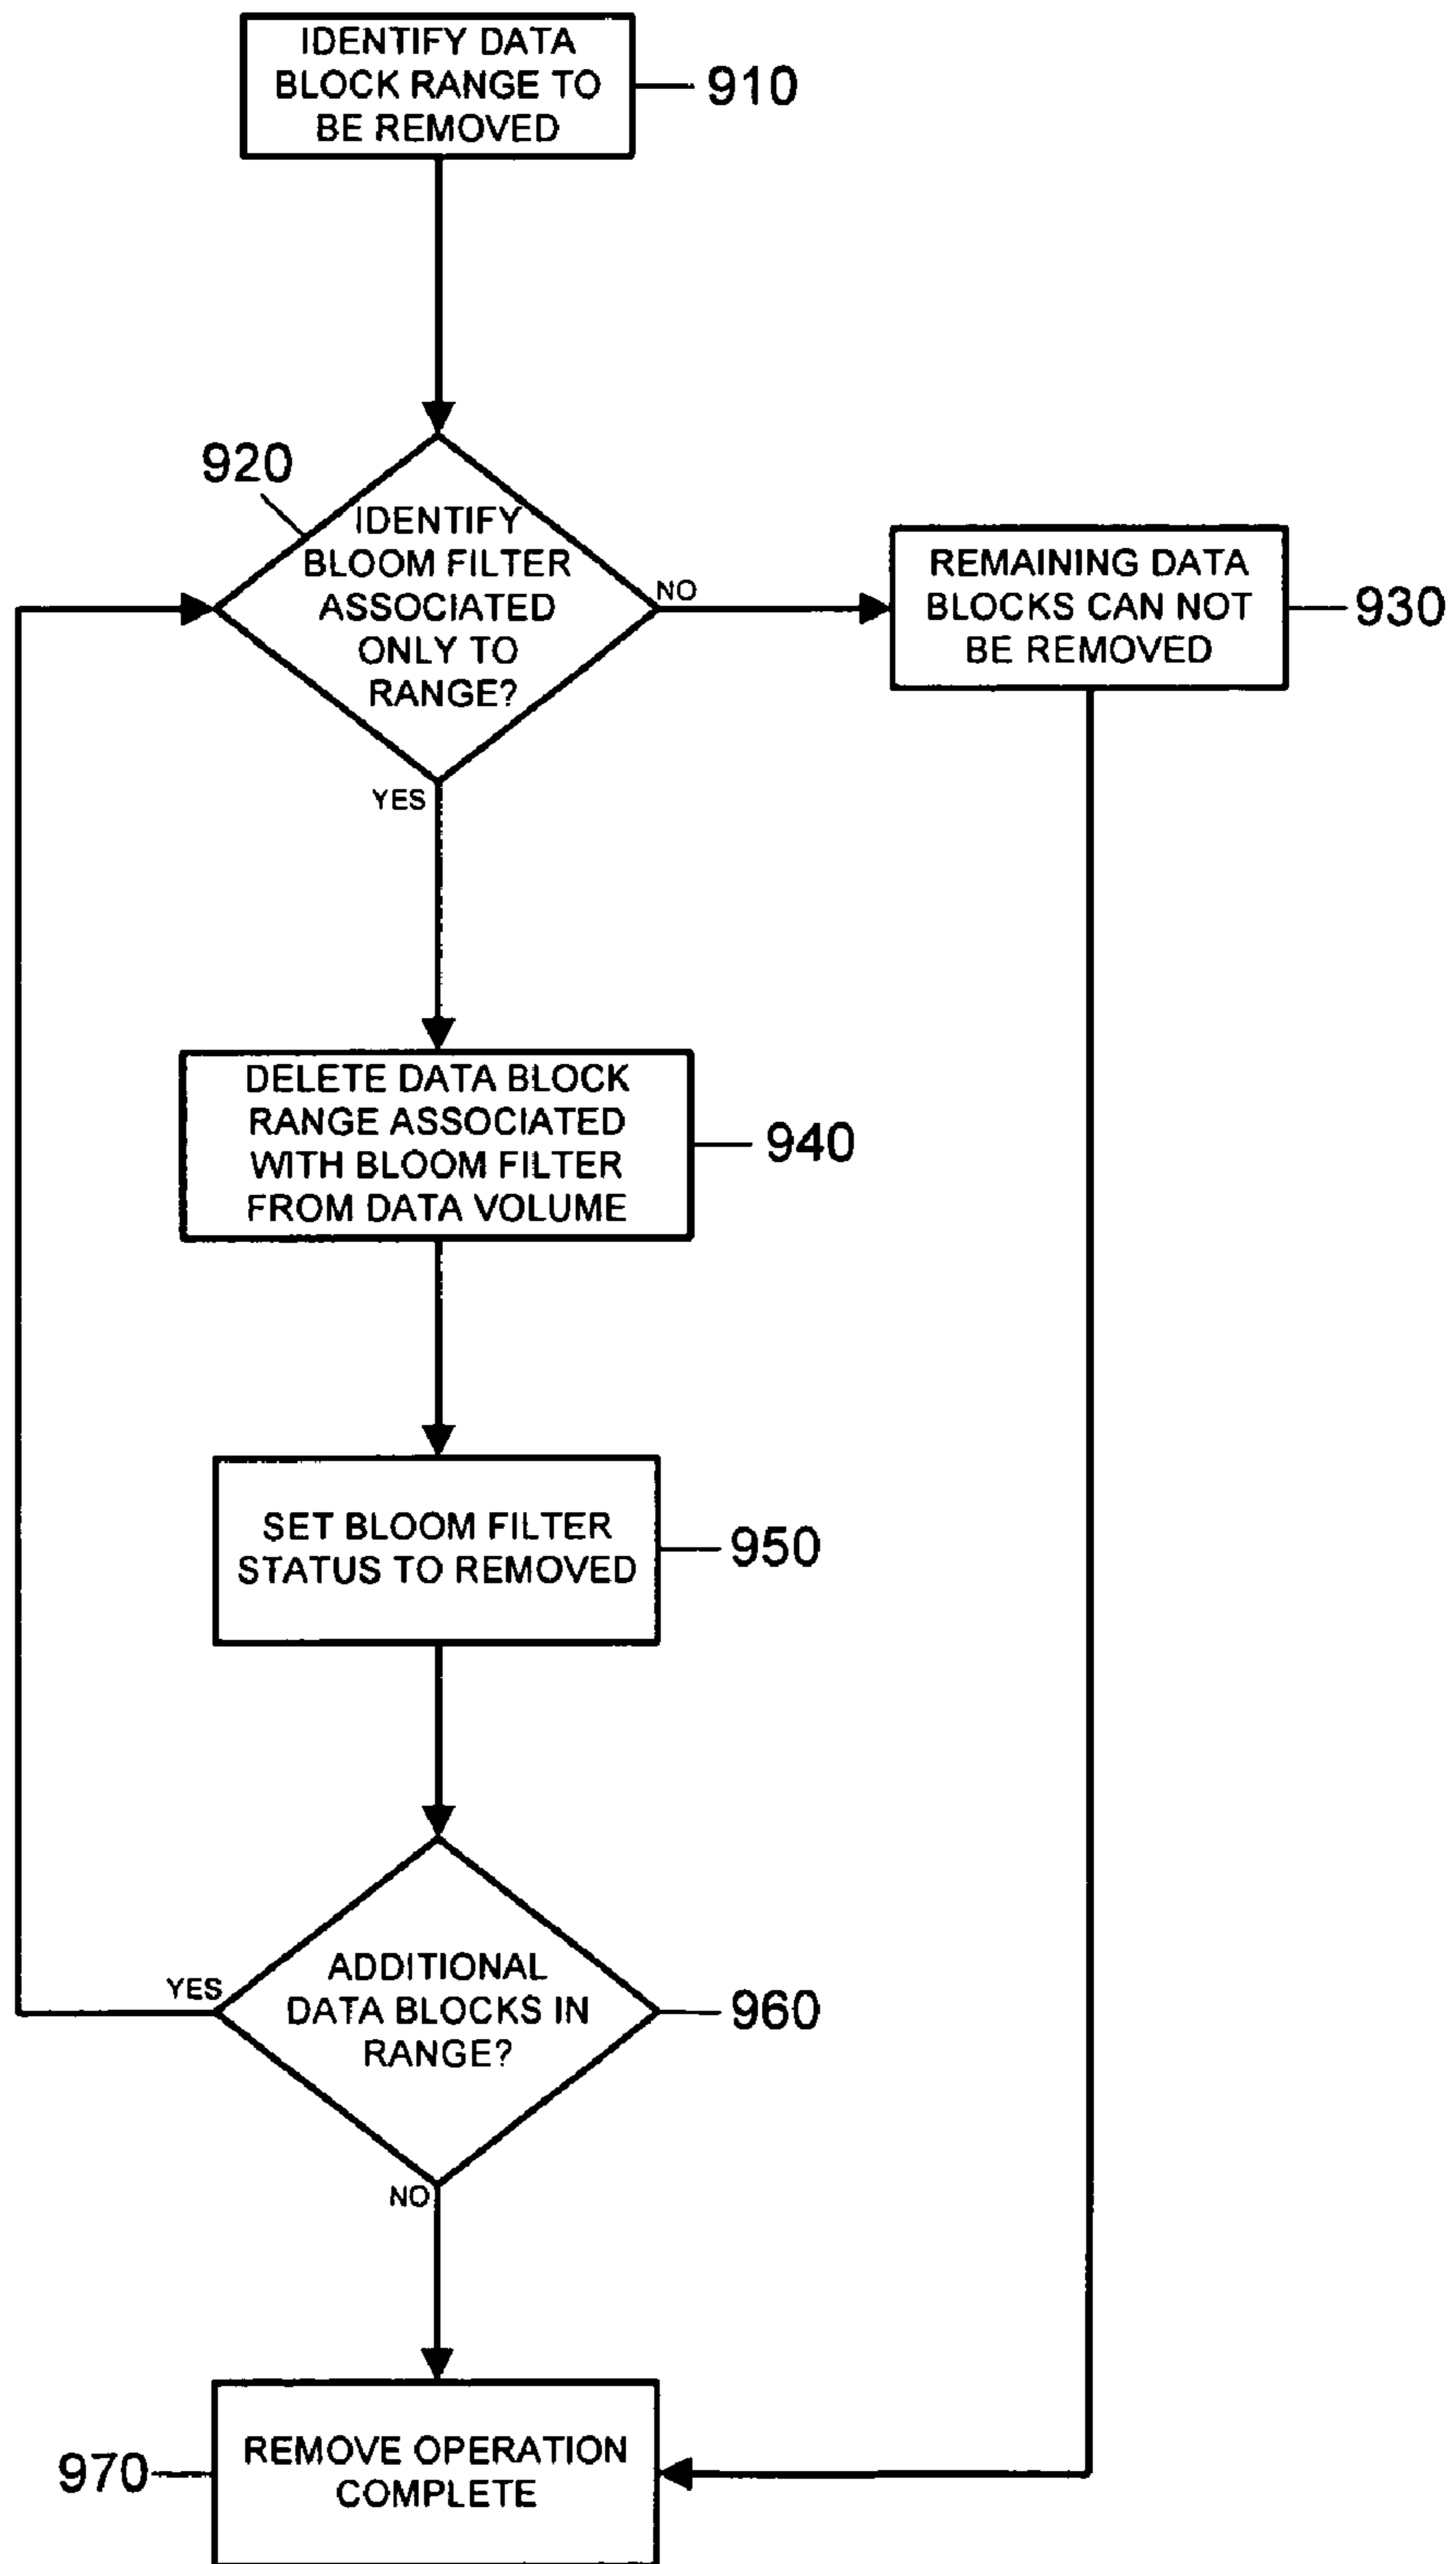 IDENTIFY DATA
BLOCK RANGE TO
BE REMOVED
910
920
IDENTIFY
BLOOM FILTER
ASSOCIATED
ONLY TO
RANGE?
NO
REMAINING DATA
BLOCKS CAN NOT
BE REMOVED
930
YES
DELETE DATA BLOCK
RANGE ASSOCIATED
WITH BLOOM FILTER
FROM DATA VOLUME
940
SET BLOOM FILTER
STATUS TO REMOVED
950
YES
ADDITIONAL
DATA BLOCKS IN
RANGE?
960
NO
970
REMOVE OPERATION
COMPLETE